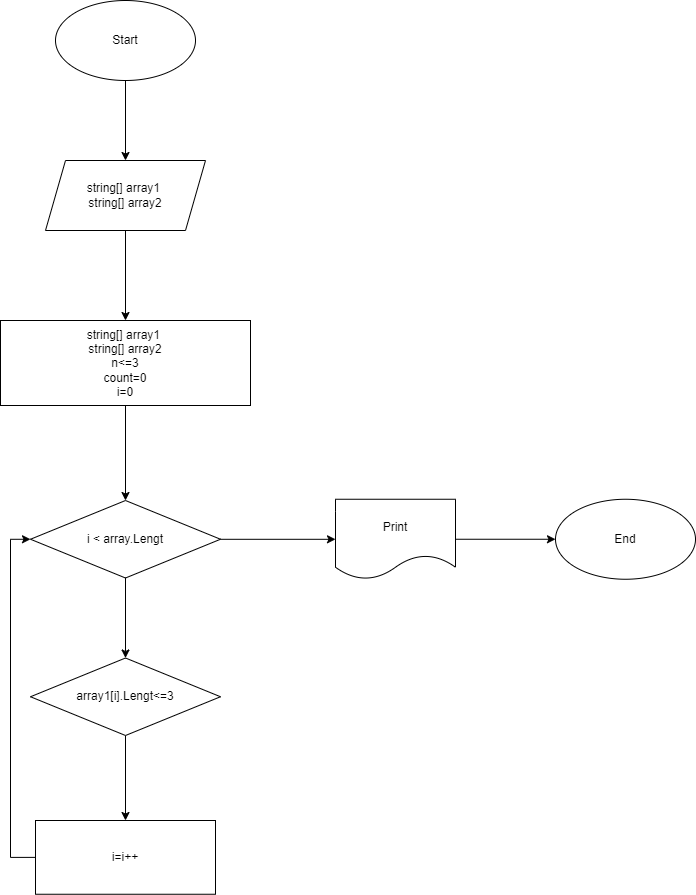 Start
string[] array1
string[] array2
string[] array1
string[] array2
n<=3
count=0
i=0
i < array.Lengt
Print
End
array1[i].Lengt<=3
i=i++